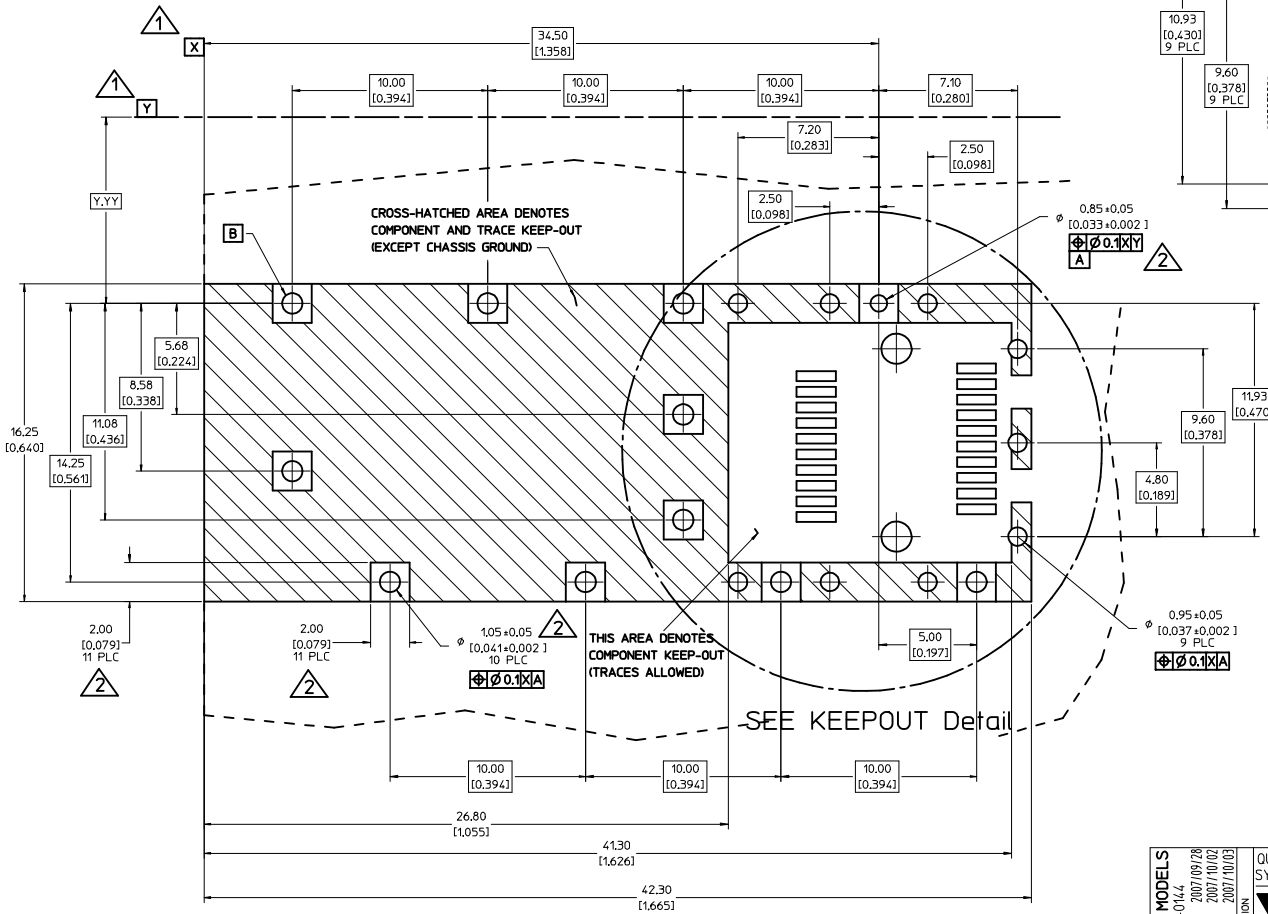 1
X
34.50
[1.358]
10.93
[0.430]
9 PLC
1
Y
10.00
[0.394]
10.00
[0.394]
10.00
[0.394]
7.10
[0.280]
9.60
[0.378]
9 PLC
7.20
[0.283]
2.50
[0.098]
Y.YY
2.50
[0.098]
CROSS-HATCHED AREA DENOTES
COMPONENT AND TRACE KEEP-OUT
(EXCEPT CHASSIS GROUND)
B
⌀ 0.85±0.05
[0.033±0.002 ]
⌖ Ø 0.1 X Y
A
2
5.68
[0.224]
8.58
[0.338]
11.08
[0.436]
16.25
[0.640]
14.25
[0.561]
11.93
[0.470
9.60
[0.378]
4.80
[0.189]
2.00
[0.079]
11 PLC
2
2.00
[0.079]
11 PLC
2
⌀ 1.05±0.05
[0.041±0.002 ]
10 PLC
⌖ Ø 0.1 X A
2
THIS AREA DENOTES
COMPONENT KEEP-OUT
(TRACES ALLOWED)
5.00
[0.197]
⌀ 0.95±0.05
[0.037±0.002 ]
9 PLC
⌖ Ø 0.1 X A
SEE KEEPOUT Detail
10.00
[0.394]
10.00
[0.394]
10.00
[0.394]
26.80
[1.055]
41.30
[1.626]
42.30
[1.665]
MODELS
0144
2007/09/28
2007/10/02
2007/10/03
ION
QU
SY